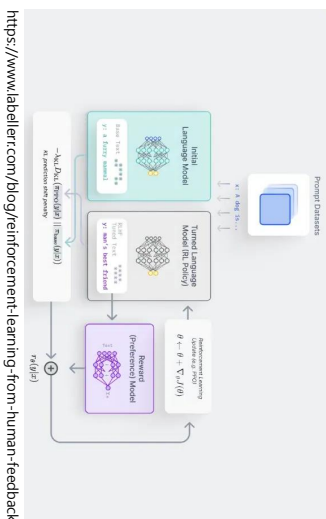 Prompt Datasets
x: A dog is...
Initial
Language Model
Base Text
y: a furry mammal
Tuned Language
Model (RL Policy)
RLHF
Tuned Text
y: man's best friend
Reinforcement Learning
Update (e.g. PPO)
θ ← θ + ∇θJ(θ)
Reward
(Preference) Model
−λKL DKL(πPPO(y|x) || πbase(y|x))
KL prediction shift penalty
+
rθ(y|x)
https://www.labellerr.com/blog/reinforcement-learning-from-human-feedback